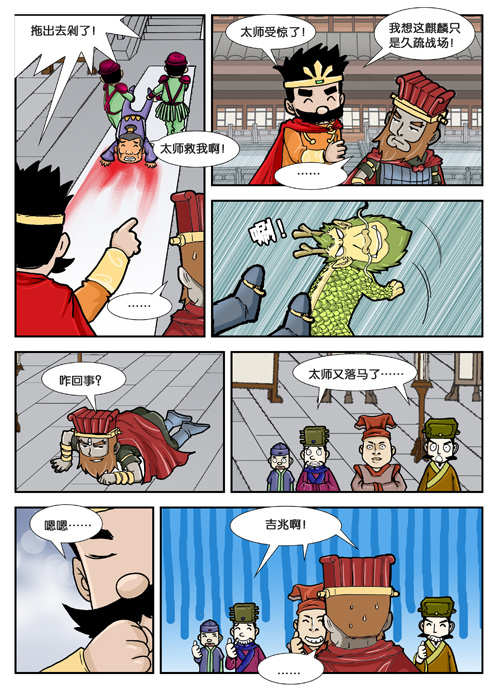 拖出去剁了！
太师救我啊！
……
太师受惊了！
我想这麒麟只
是久疏战场！
……
晕！
咋回事？
太师又落马了……
嗯嗯……
吉兆啊！
……